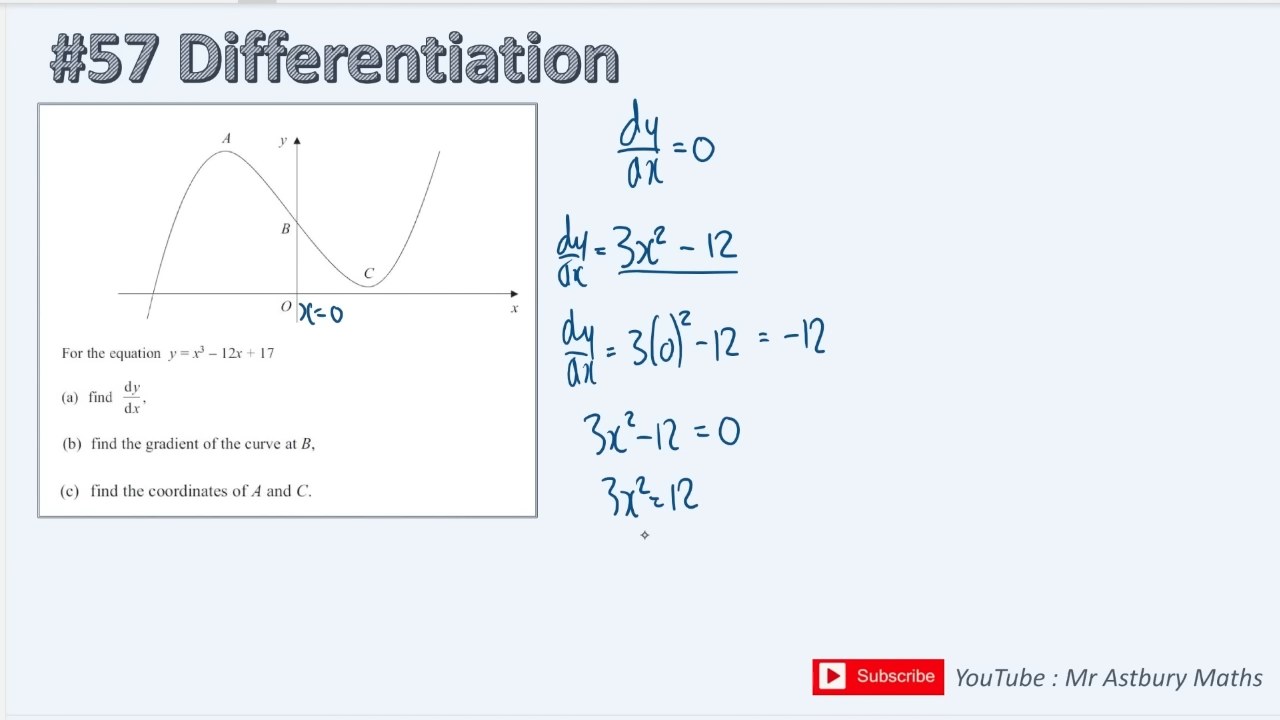 #57 Differentiation
A
y
B
C
O
x=0
x
For the equation y = x³ – 12x + 17
(a) find dy/dx,
(b) find the gradient of the curve at B,
(c) find the coordinates of A and C.
dy/dx = 0
dy/dx = 3x² – 12
dy/dx = 3(0)² – 12 = –12
3x² – 12 = 0
3x² = 12
Subscribe YouTube : Mr Astbury Maths